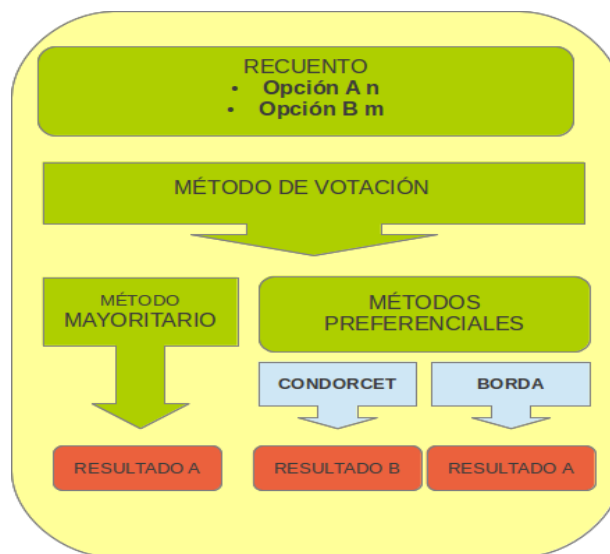 RECUENTO
• Opción A n
• Opción B m
MÉTODO DE VOTACIÓN
MÉTODO
MAYORITARIO
MÉTODOS
PREFERENCIALES
CONDORCET
BORDA
RESULTADO A
RESULTADO B
RESULTADO A